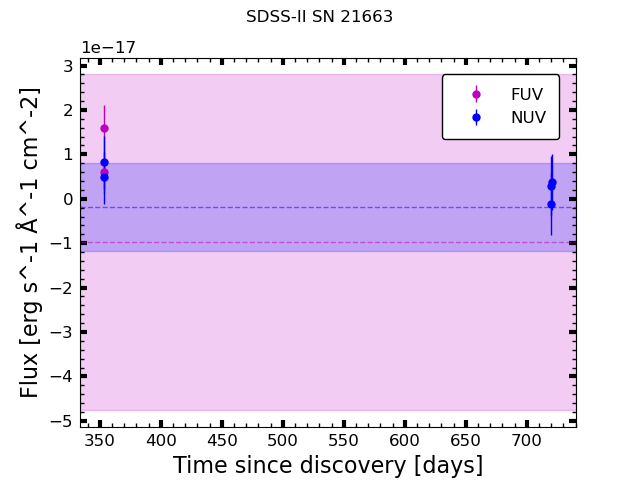 SDSS-II SN 21663
1e−17
3
2
1
0
−1
−2
−3
−4
−5
Flux [erg s^-1 Å^-1 cm^-2]
FUV
NUV
350 400 450 500 550 600 650 700
Time since discovery [days]